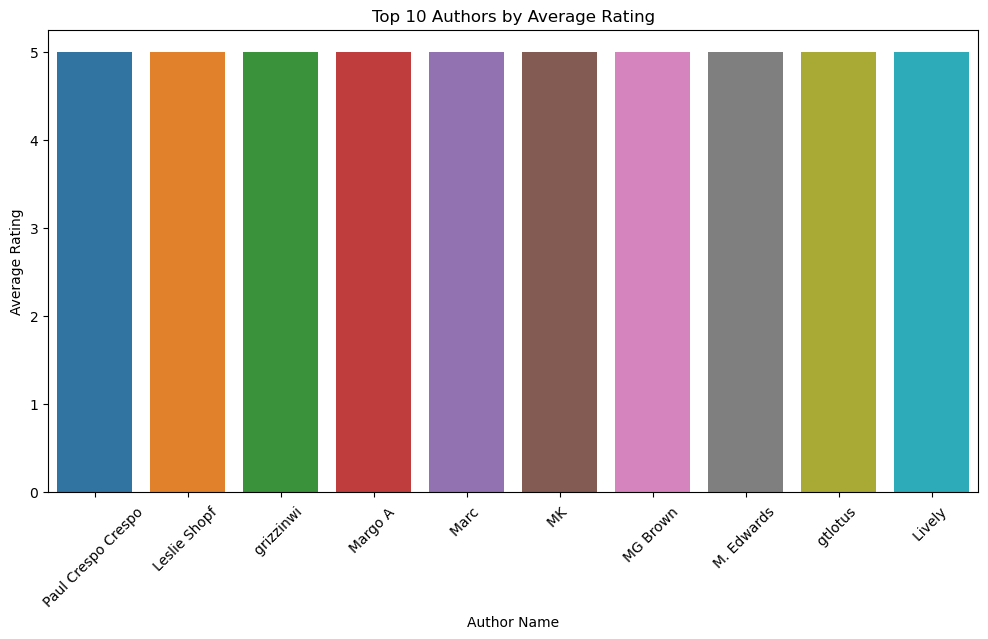 Top 10 Authors by Average Rating
Average Rating
5
4
3
2
1
0
Paul Crespo Crespo
Leslie Shopf
grizzinwi
Margo A
Marc
MK
MG Brown
M. Edwards
gtlotus
Lively
Author Name